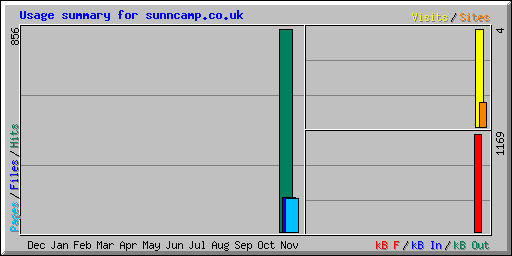 Usage summary for sunncamp.co.uk
Visits/Sites
856
4
Pages/Files/Hits
1169
Dec Jan Feb Mar Apr May Jun Jul Aug Sep Oct Nov
kB F/kB In/kB Out